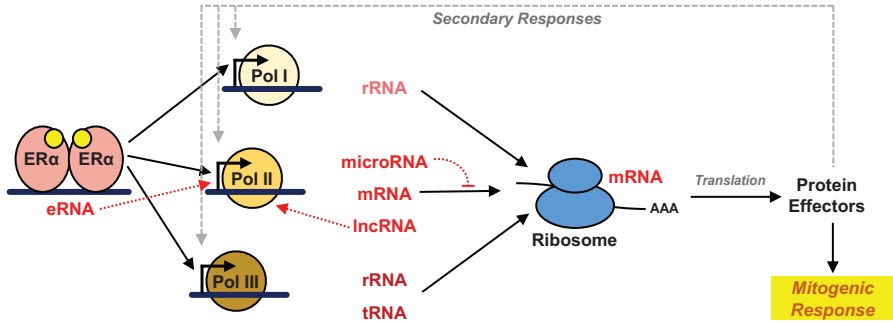 Secondary Responses
Pol I
rRNA
ERα ERα
microRNA
mRNA
Pol II
mRNA
Translation
Protein
Effectors
eRNA
AAA
lncRNA
Ribosome
Pol III
rRNA
tRNA
Mitogenic
Response